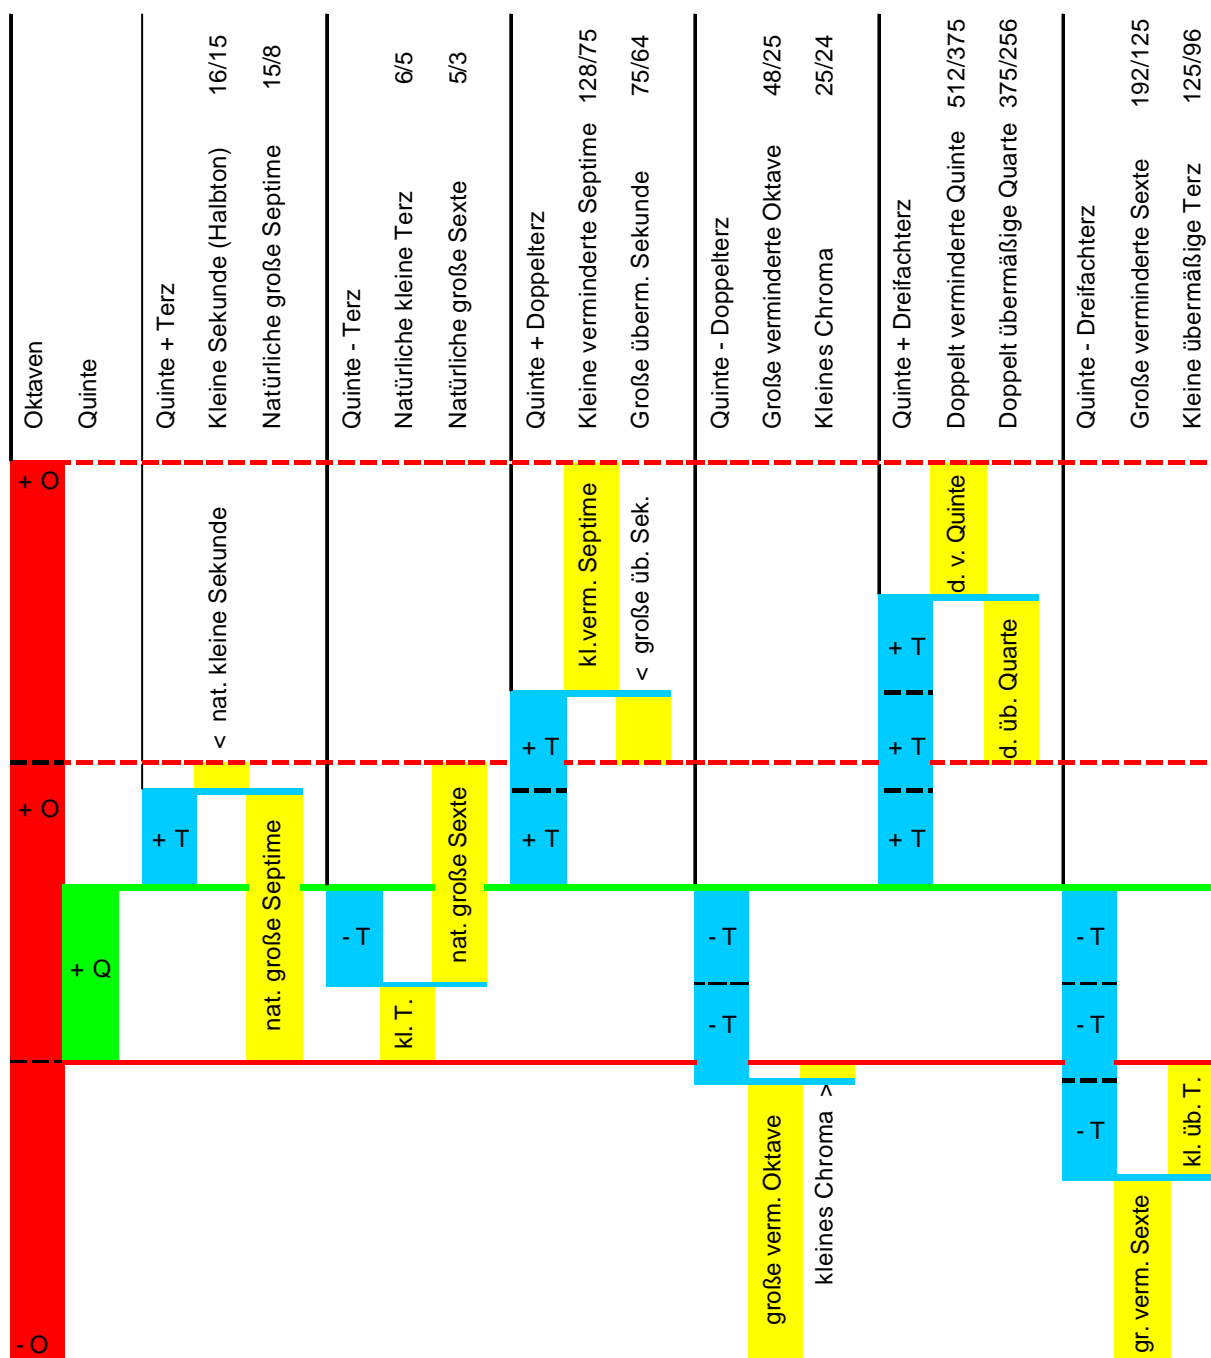 Oktaven
Quinte
Quinte + Terz
Kleine Sekunde (Halbton) 16/15
Natürliche große Septime 15/8
Quinte - Terz
Natürliche kleine Terz 6/5
Natürliche große Sexte 5/3
Quinte + Doppelterz
Kleine verminderte Septime 128/75
Große überm. Sekunde 75/64
Quinte - Doppelterz
Große verminderte Oktave 48/25
Kleines Chroma 25/24
Quinte + Dreifachterz
Doppelt verminderte Quinte 512/375
Doppelt übermäßige Quarte 375/256
Quinte - Dreifachterz
Große verminderte Sexte 192/125
Kleine übermäßige Terz 125/96
+ O
+ O
- O
+ Q
+ T
< nat. kleine Sekunde
nat. große Septime
- T
kl. T.
nat. große Sexte
+ T
+ T
kl.verm. Septime
< große üb. Sek.
- T
- T
große verm. Oktave
kleines Chroma >
+ T
+ T
+ T
d. v. Quinte
d. üb. Quarte
- T
- T
- T
gr. verm. Sexte
kl. üb. T.